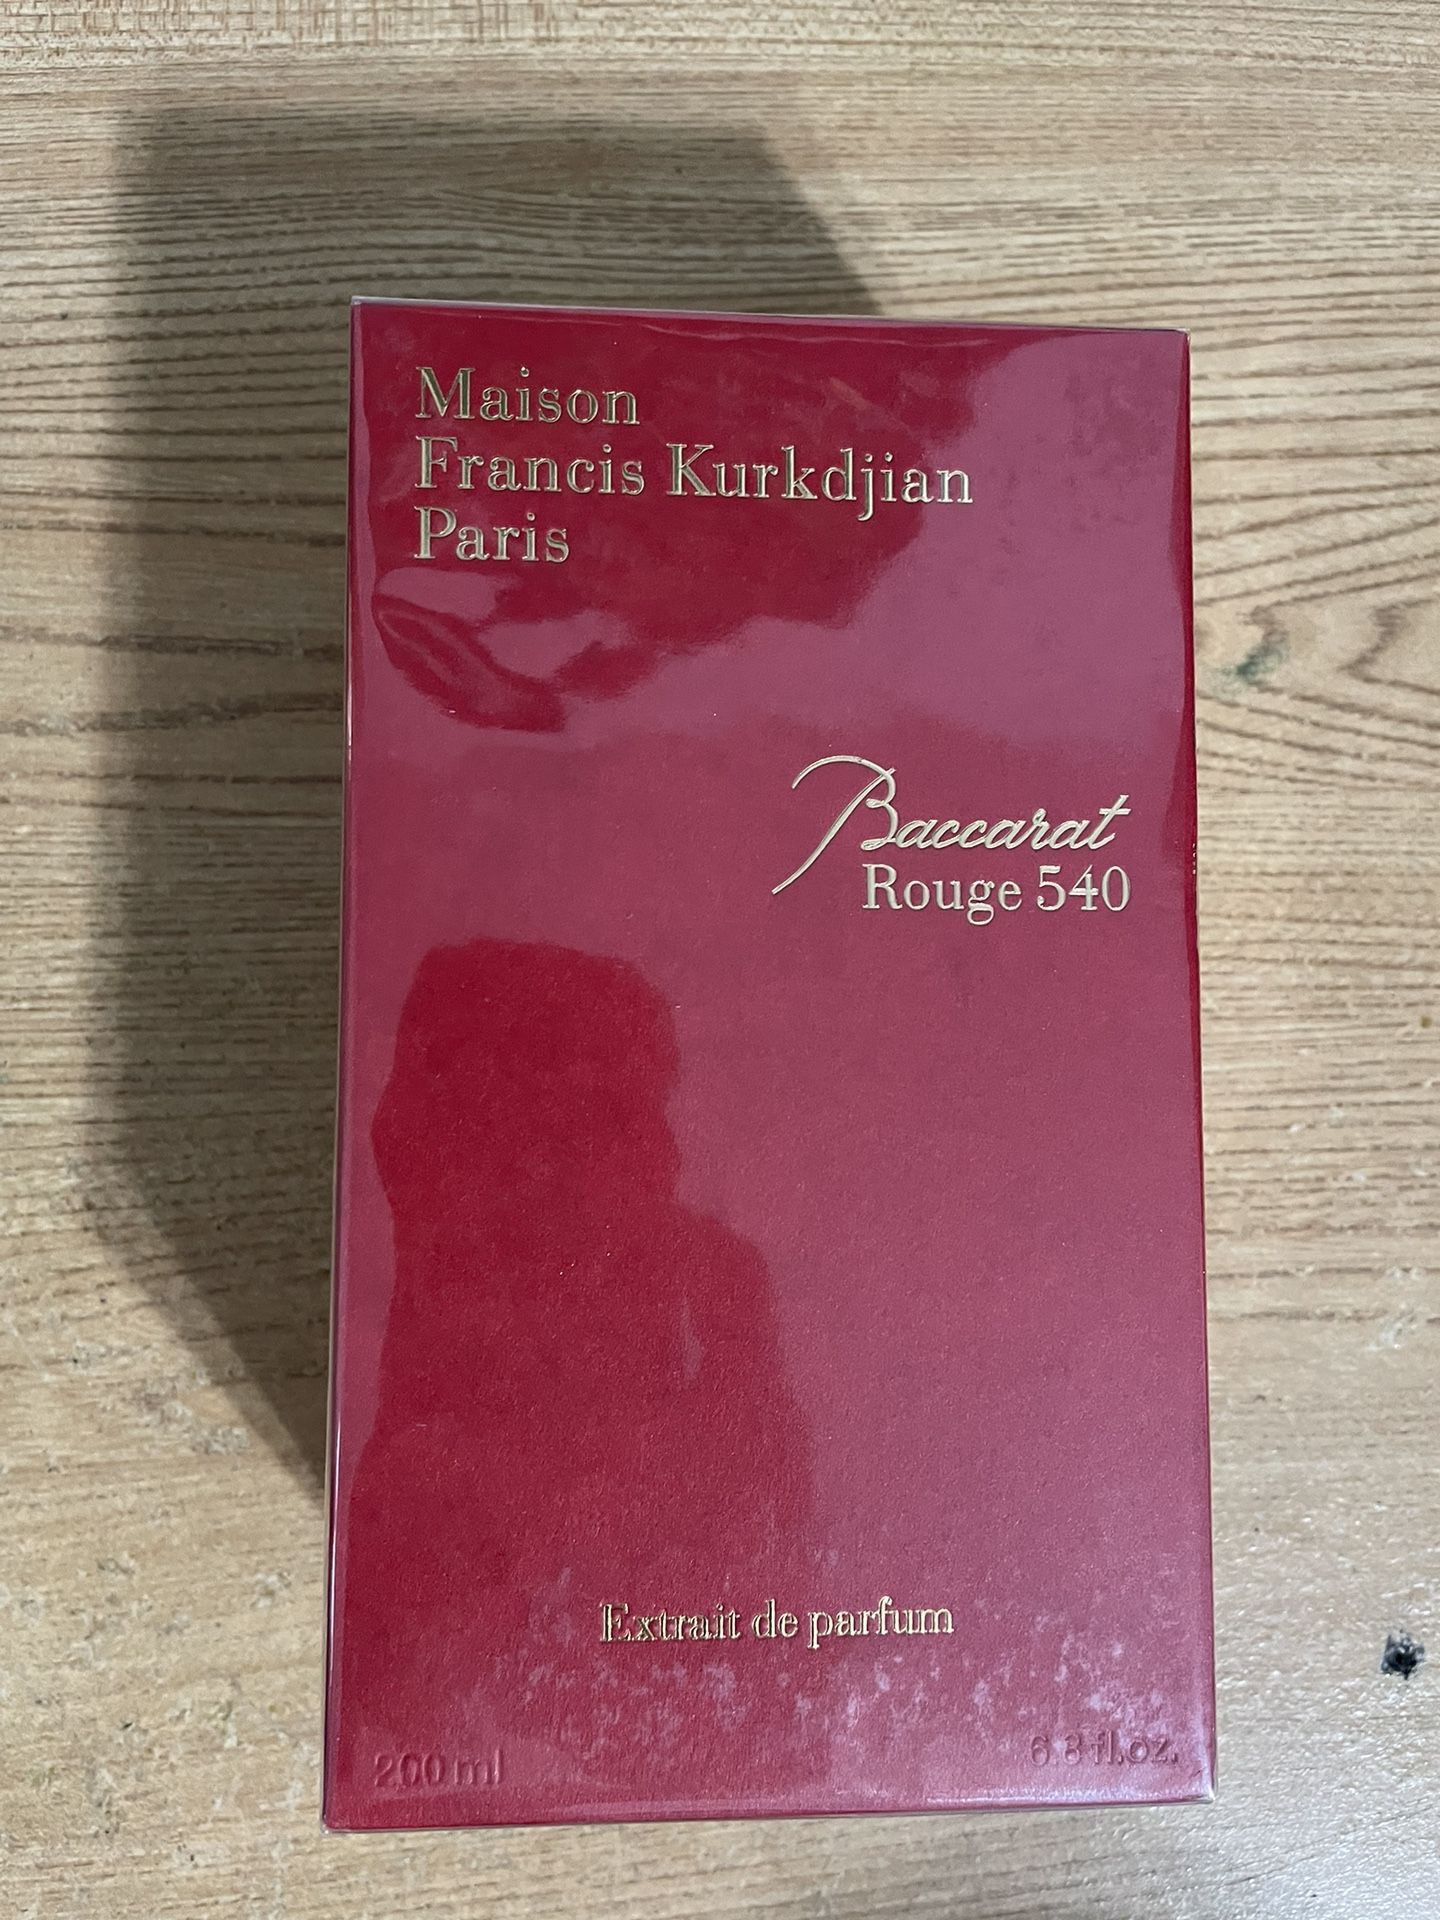 Maison
Francis Kurkdjian
Paris
Baccarat
Rouge 540
Extrait de parfum
200 ml
6.8 fl.oz.